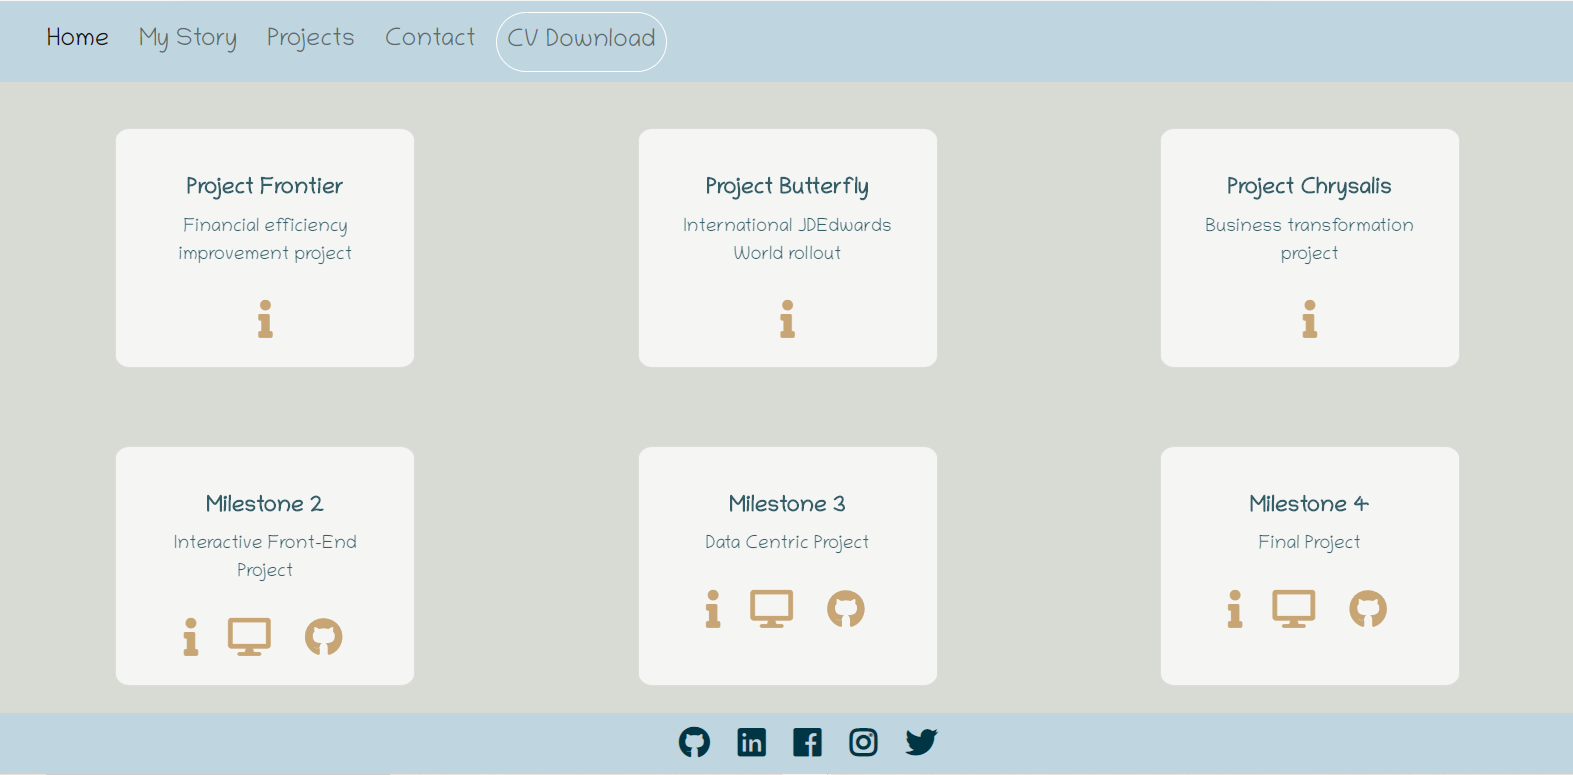 Home My Story Projects Contact CV Download
Project Frontier
Financial efficiency
improvement project
Project Butterfly
International JDEdwards
World rollout
Project Chrysalis
Business transformation
project
Milestone 2
Interactive Front-End
Project
Milestone 3
Data Centric Project
Milestone 4
Final Project